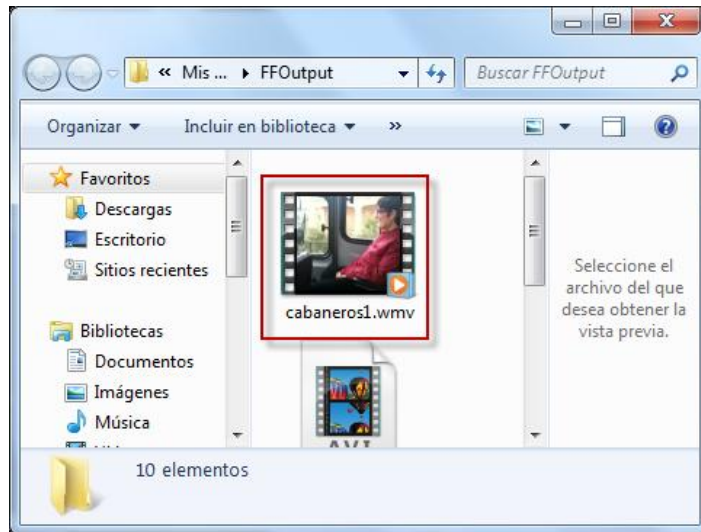 « Mis ... ▸ FFOutput
Buscar FFOutput
Organizar
Incluir en biblioteca
»
Favoritos
Descargas
Escritorio
Sitios recientes
Bibliotecas
Documentos
Imágenes
Música
cabaneros1.wmv
AVI
Seleccione el
archivo del que
desea obtener la
vista previa.
10 elementos